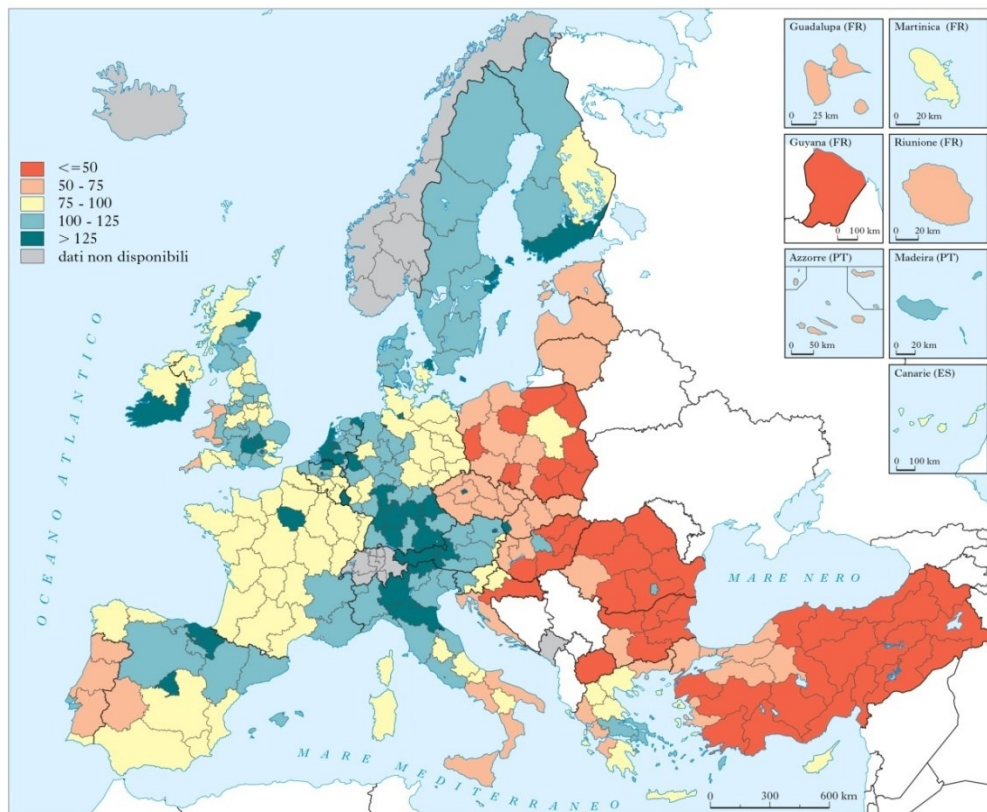 <=50
50 - 75
75 - 100
100 - 125
> 125
dati non disponibili
OCEANO ATLANTICO
MARE MEDITERRANEO
MARE NERO
0 300 600 km
Guadalupa (FR)
0 25 km
Martinica (FR)
0 20 km
Guyana (FR)
0 100 km
Riunione (FR)
0 20 km
Azzorre (PT)
0 50 km
Madeira (PT)
0 20 km
Canarie (ES)
0 100 km